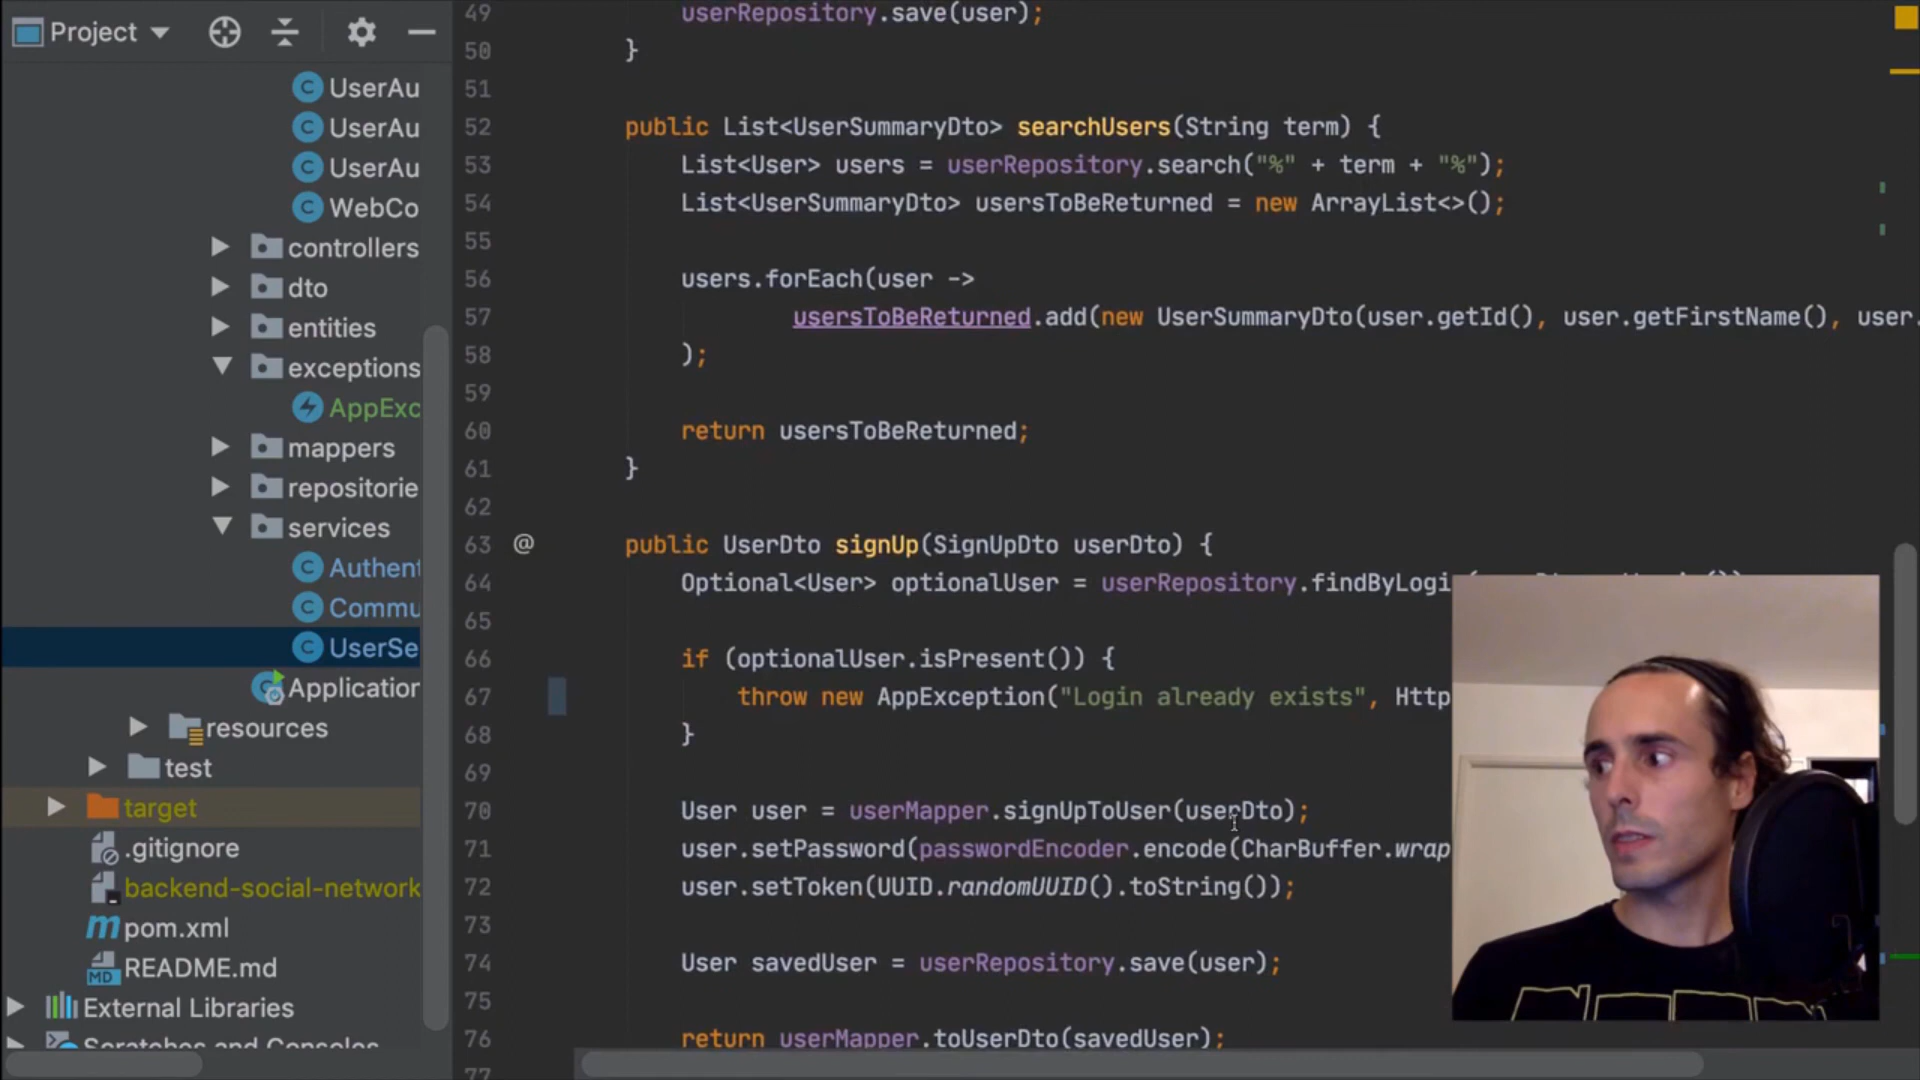 Project
UserAu
UserAu
UserAu
WebCo
controllers
dto
entities
exceptions
AppExc
mappers
repositorie
services
Authent
Commu
UserSe
Application
resources
test
target
.gitignore
backend-social-network
pom.xml
README.md
External Libraries
Scratches and Consoles
49 userRepository.save(user);
50 }
51
52 public List<UserSummaryDto> searchUsers(String term) {
53 List<User> users = userRepository.search("%" + term + "%");
54 List<UserSummaryDto> usersToBeReturned = new ArrayList<>();
55
56 users.forEach(user ->
57 usersToBeReturned.add(new UserSummaryDto(user.getId(), user.getFirstName(), user.
58 );
59
60 return usersToBeReturned;
61 }
62
63 @ public UserDto signUp(SignUpDto userDto) {
64 Optional<User> optionalUser = userRepository.findByLogi
65
66 if (optionalUser.isPresent()) {
67 throw new AppException("Login already exists", Http
68 }
69
70 User user = userMapper.signUpToUser(userDto);
71 user.setPassword(passwordEncoder.encode(CharBuffer.wrap
72 user.setToken(UUID.randomUUID().toString());
73
74 User savedUser = userRepository.save(user);
75
76 return userMapper.toUserDto(savedUser);
77